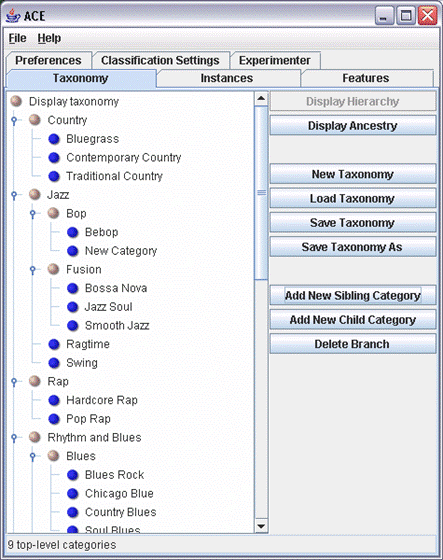 ACE
File Help
Preferences Classification Settings Experimenter
Taxonomy Instances Features
Display taxonomy
Country
Bluegrass
Contemporary Country
Traditional Country
Jazz
Bop
Bebop
New Category
Fusion
Bossa Nova
Jazz Soul
Smooth Jazz
Ragtime
Swing
Rap
Hardcore Rap
Pop Rap
Rhythm and Blues
Blues
Blues Rock
Chicago Blue
Country Blues
Soul Blues
Display Hierarchy
Display Ancestry
New Taxonomy
Load Taxonomy
Save Taxonomy
Save Taxonomy As
Add New Sibling Category
Add New Child Category
Delete Branch
9 top-level categories